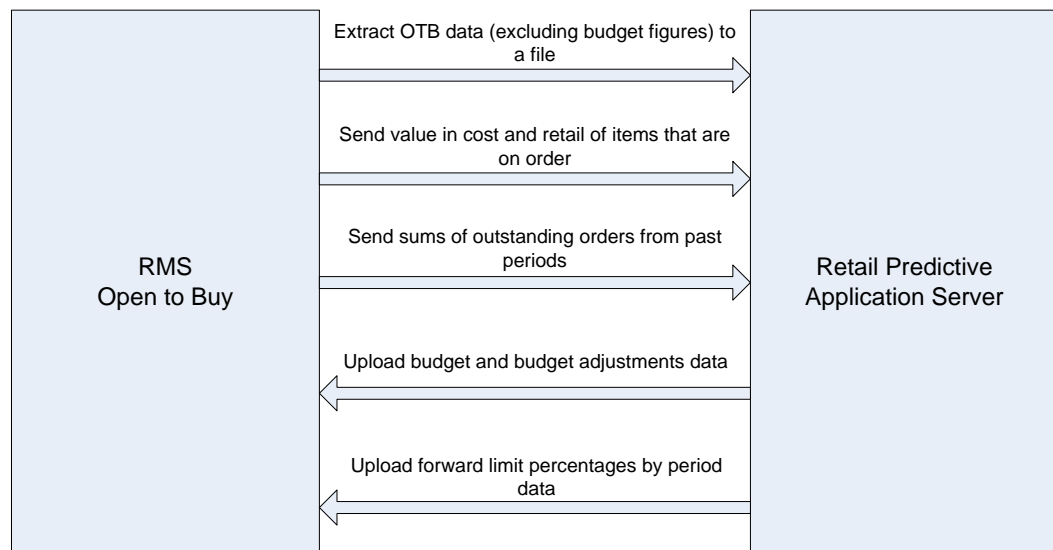 Extract OTB data (excluding budget figures) to
a file
Send value in cost and retail of items that are
on order
Send sums of outstanding orders from past
periods
RMS
Open to Buy
Retail Predictive
Application Server
Upload budget and budget adjustments data
Upload forward limit percentages by period
data